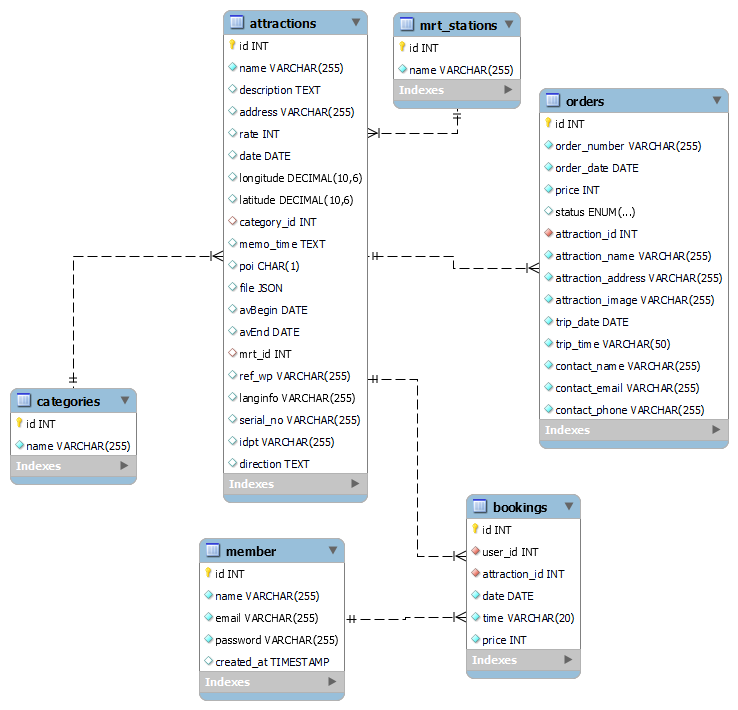 attractions
id INT
name VARCHAR(255)
description TEXT
address VARCHAR(255)
rate INT
date DATE
longitude DECIMAL(10,6)
latitude DECIMAL(10,6)
category_id INT
memo_time TEXT
poi CHAR(1)
file JSON
avBegin DATE
avEnd DATE
mrt_id INT
ref_wp VARCHAR(255)
langinfo VARCHAR(255)
serial_no VARCHAR(255)
idpt VARCHAR(255)
direction TEXT
Indexes
mrt_stations
id INT
name VARCHAR(255)
Indexes
orders
id INT
order_number VARCHAR(255)
order_date DATE
price INT
status ENUM(...)
attraction_id INT
attraction_name VARCHAR(255)
attraction_address VARCHAR(255)
attraction_image VARCHAR(255)
trip_date DATE
trip_time VARCHAR(50)
contact_name VARCHAR(255)
contact_email VARCHAR(255)
contact_phone VARCHAR(255)
Indexes
categories
id INT
name VARCHAR(255)
Indexes
member
id INT
name VARCHAR(255)
email VARCHAR(255)
password VARCHAR(255)
created_at TIMESTAMP
Indexes
bookings
id INT
user_id INT
attraction_id INT
date DATE
time VARCHAR(20)
price INT
Indexes